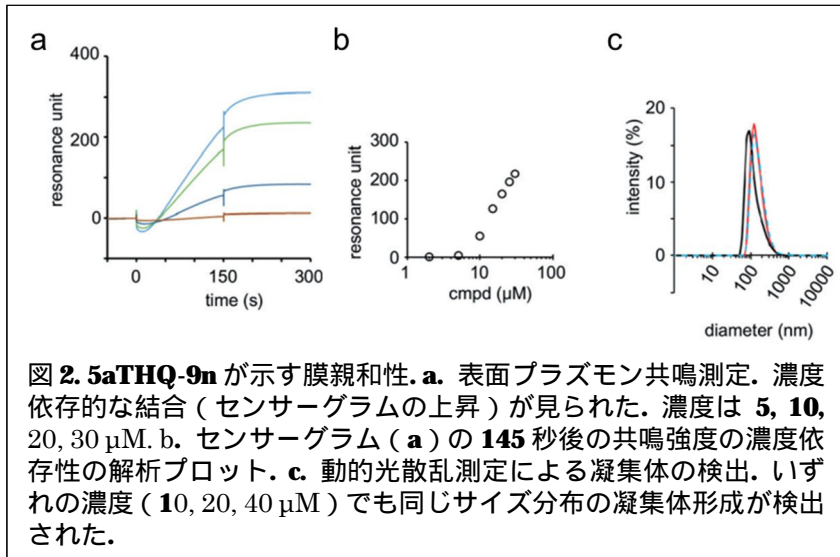 a
b
c
400
200
0
resonance unit
0
150
300
time (s)
300
200
100
0
resonance unit
1
10
100
cmpd (μM)
20
10
0
intensity (%)
10
100
1000
10000
diameter (nm)
図 2. 5aTHQ-9n が示す膜親和性. a. 表面プラズモン共鳴測定. 濃度
依存的な結合（センサーグラムの上昇）が見られた. 濃度は 5, 10,
20, 30 μM. b. センサーグラム（a）の 145 秒後の共鳴強度の濃度依
存性の解析プロット. c. 動的光散乱測定による凝集体の検出. いず
れの濃度（10, 20, 40 μM）でも同じサイズ分布の凝集体形成が検出
された.